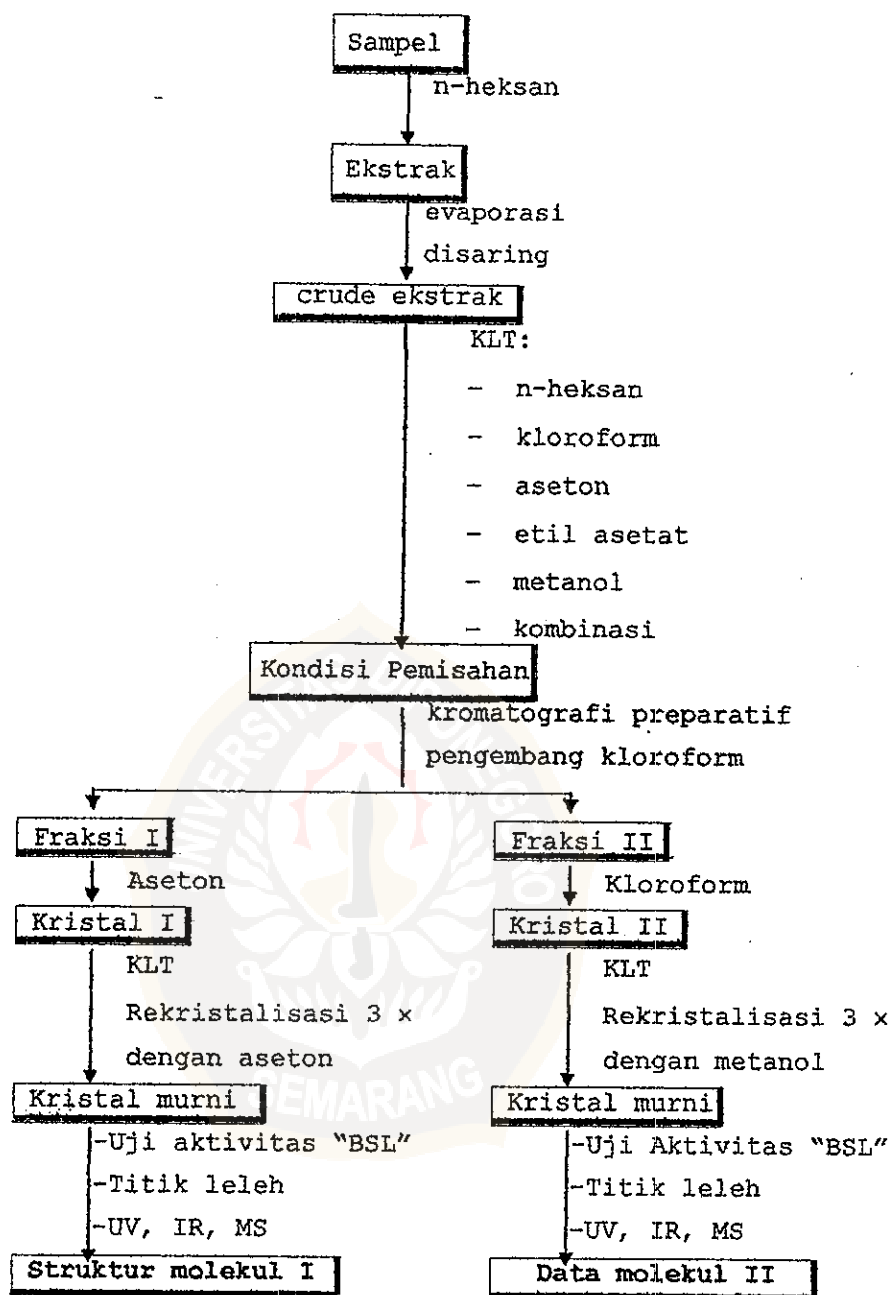 Sampel
n-heksan
Ekstrak
evaporasi
disaring
crude ekstrak
KLT:
- n-heksan
- kloroform
- aseton
- etil asetat
- metanol
- kombinasi
Kondisi Pemisahan
kromatografi preparatif
pengembang kloroform
Fraksi I
Aseton
Kristal I
KLT
Rekristalisasi 3 ×
dengan aseton
Kristal murni
-Uji aktivitas "BSL"
-Titik leleh
-UV, IR, MS
Struktur molekul I
Fraksi II
Kloroform
Kristal II
KLT
Rekristalisasi 3 ×
dengan metanol
Kristal murni
-Uji Aktivitas "BSL"
-Titik leleh
-UV, IR, MS
Data molekul II
UNIVERSITAS DIPONEGORO
SEMARANG